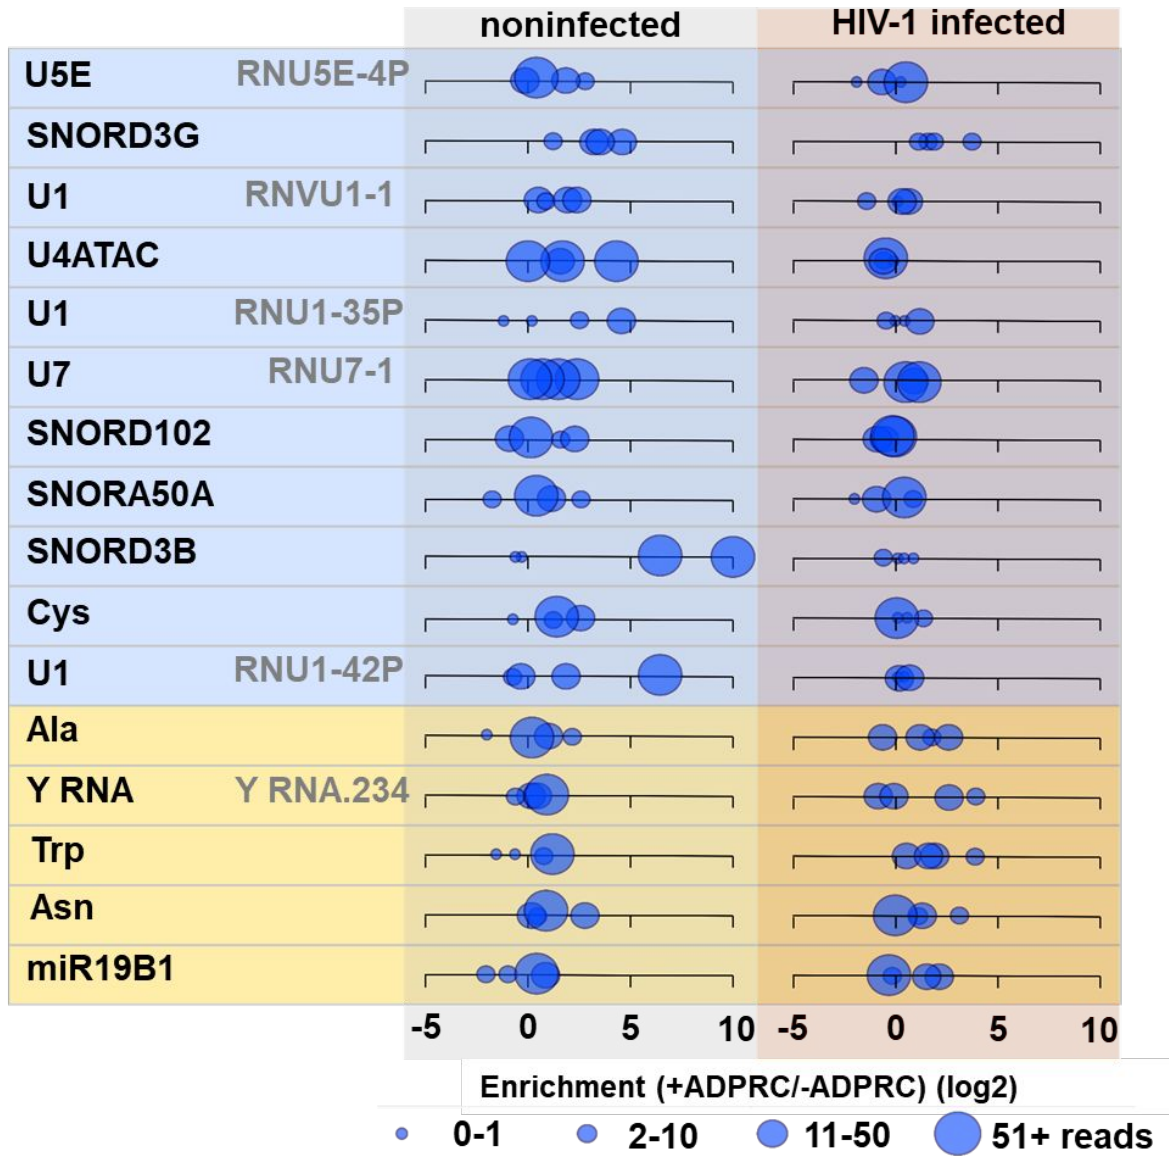 noninfected HIV-1 infected
U5E RNU5E-4P
SNORD3G
U1 RNVU1-1
U4ATAC
U1 RNU1-35P
U7 RNU7-1
SNORD102
SNORA50A
SNORD3B
Cys
U1 RNU1-42P
Ala
Y RNA Y RNA.234
Trp
Asn
miR19B1
-5 0 5 10 -5 0 5 10
Enrichment (+ADPRC/-ADPRC) (log2)
0-1 2-10 11-50 51+ reads